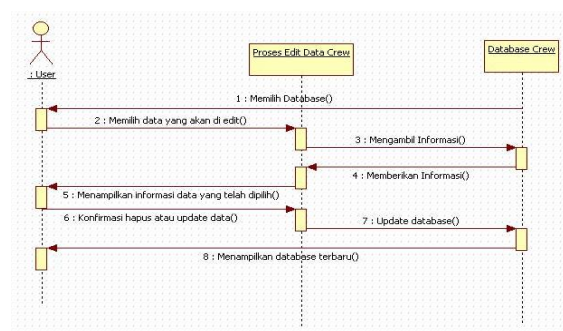 Proses Edit Data Crew
Database Crew
: User
1 : Memilih Database()
2 : Memilih data yang akan di edit()
3 : Mengambil Informasi()
4 : Memberikan Informasi()
5 : Menampilkan informasi data yang telah dipilih()
6 : Konfirmasi hapus atau update data()
7 : Update database()
8 : Menampilkan database terbaru()